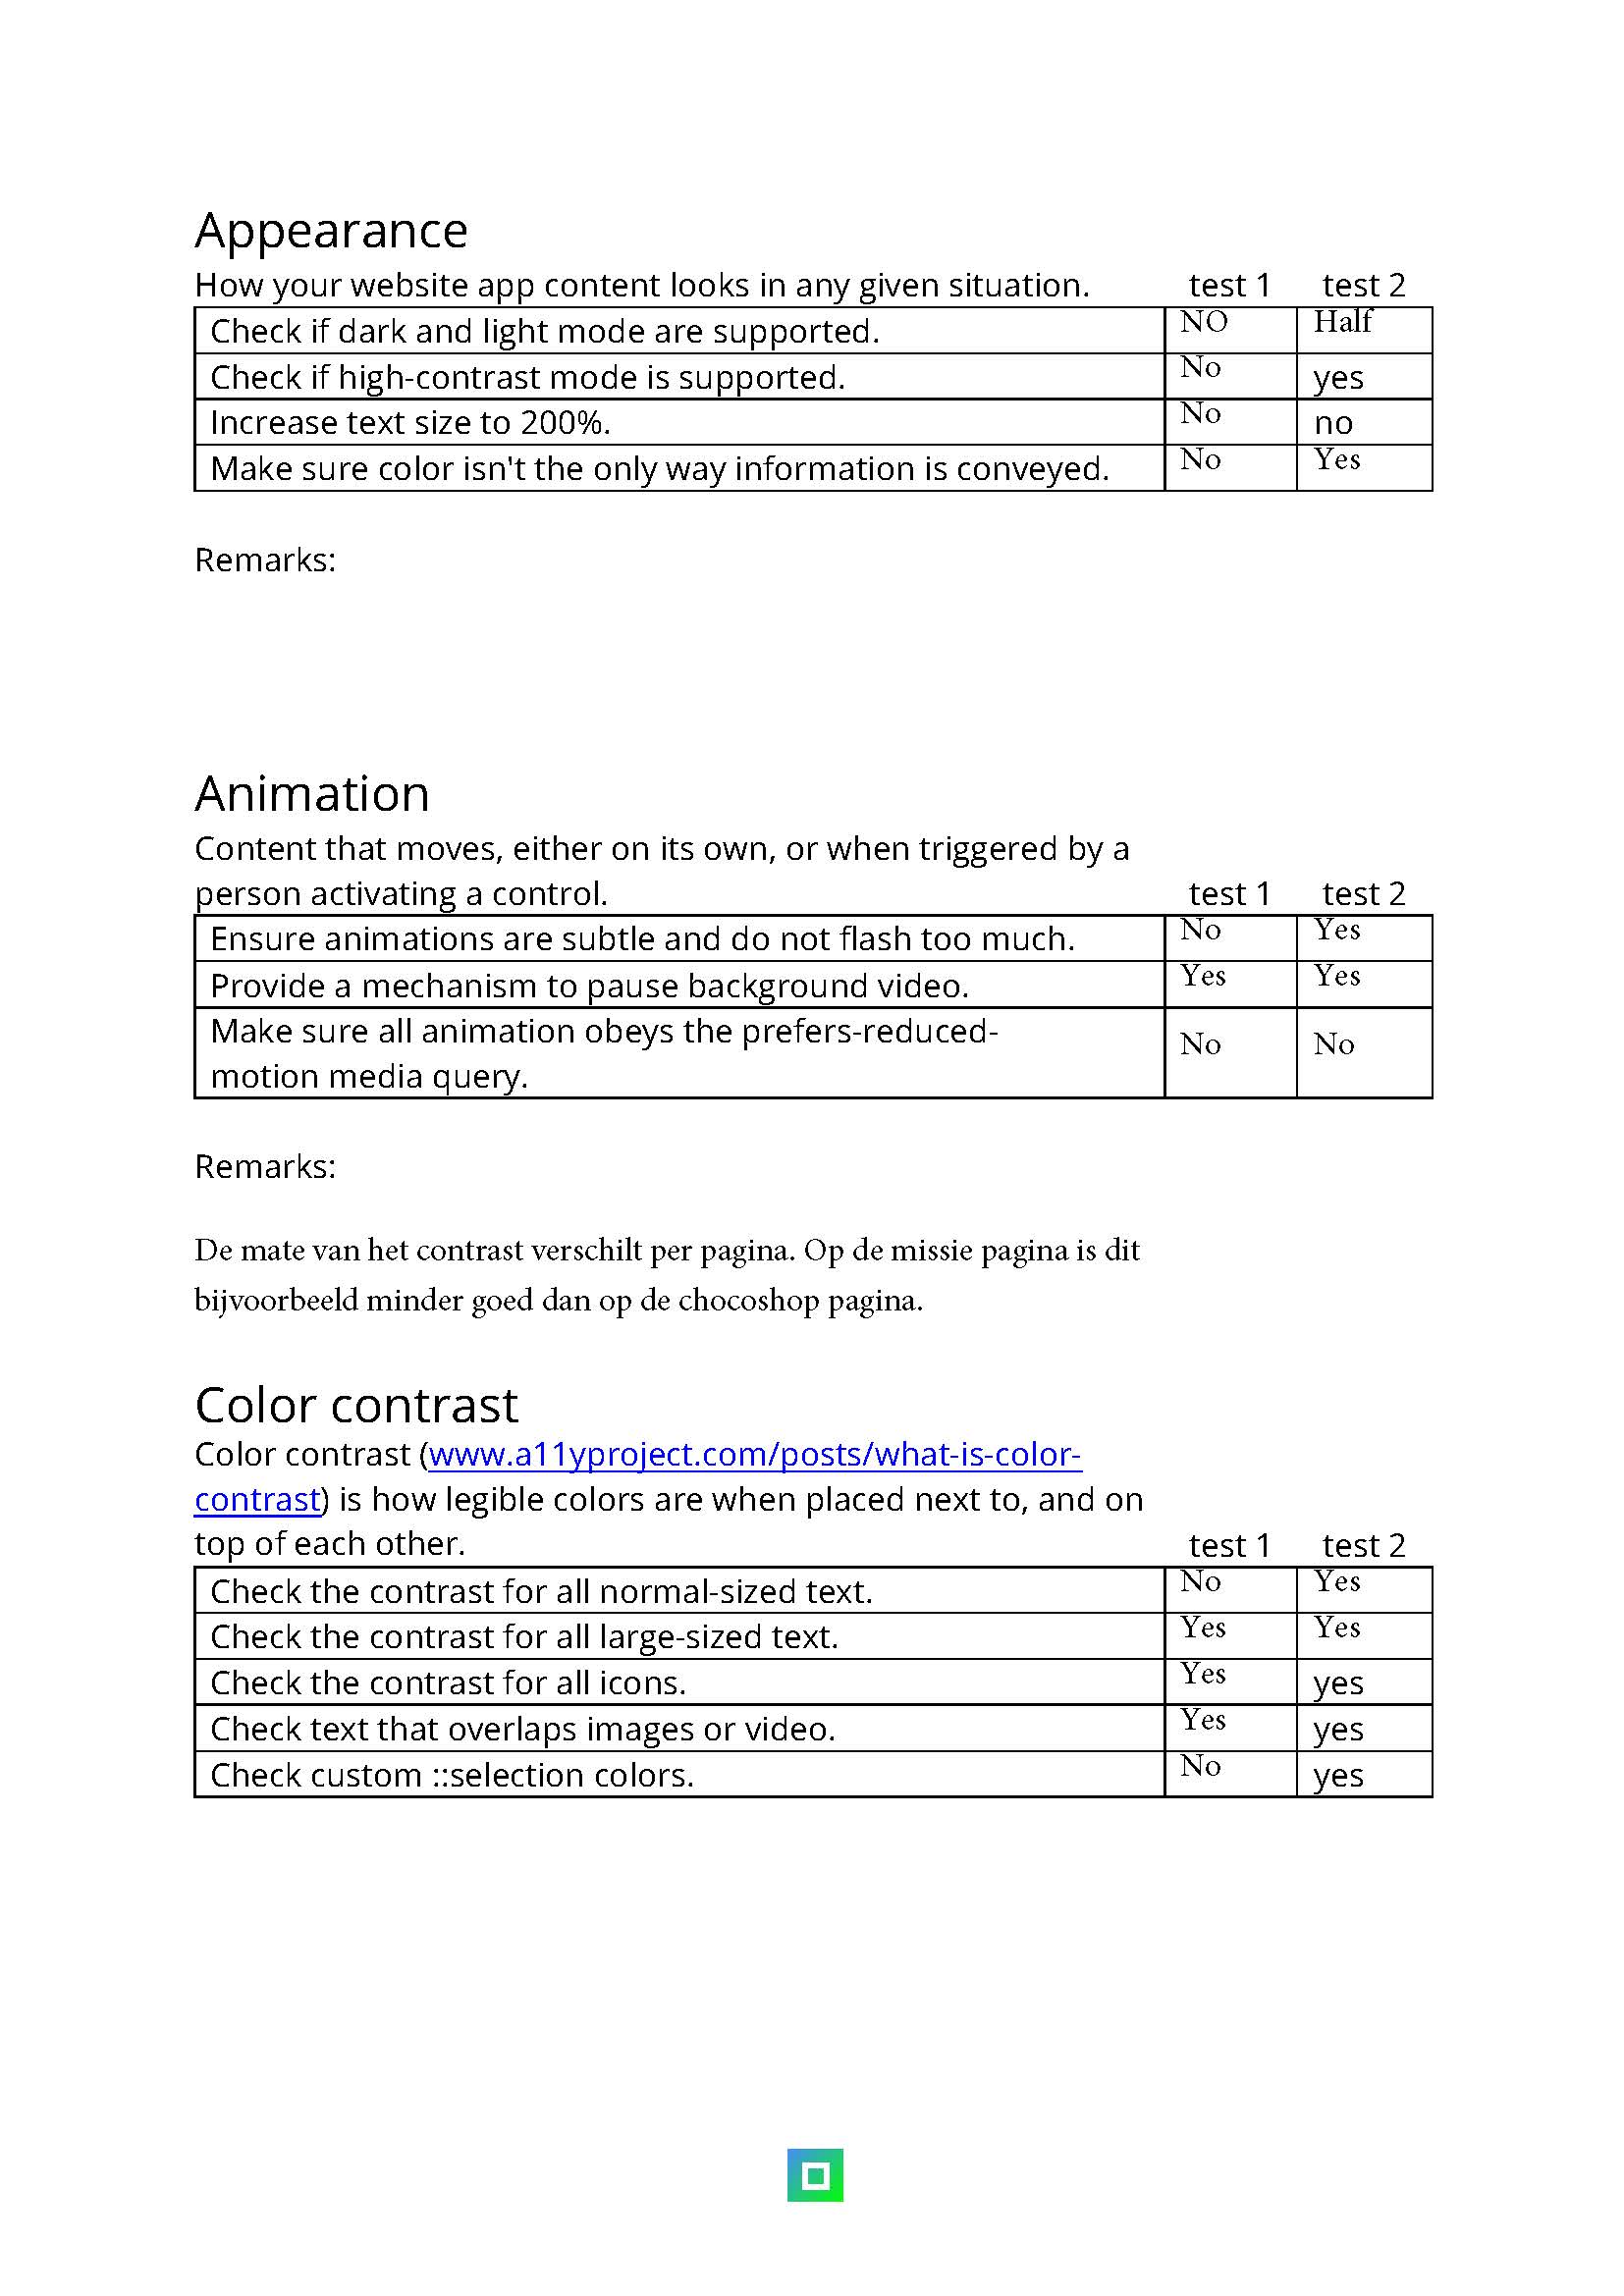 Appearance
How your website app content looks in any given situation. test 1 test 2
Check if dark and light mode are supported. NO Half
Check if high-contrast mode is supported. No yes
Increase text size to 200%. No no
Make sure color isn't the only way information is conveyed. No Yes
Remarks:
Animation
Content that moves, either on its own, or when triggered by a
person activating a control. test 1 test 2
Ensure animations are subtle and do not flash too much. No Yes
Provide a mechanism to pause background video. Yes Yes
Make sure all animation obeys the prefers-reduced-
motion media query. No No
Remarks:
De mate van het contrast verschilt per pagina. Op de missie pagina is dit
bijvoorbeeld minder goed dan op de chocoshop pagina.
Color contrast
Color contrast (www.a11yproject.com/posts/what-is-color-
contrast) is how legible colors are when placed next to, and on
top of each other. test 1 test 2
Check the contrast for all normal-sized text. No Yes
Check the contrast for all large-sized text. Yes Yes
Check the contrast for all icons. Yes yes
Check text that overlaps images or video. Yes yes
Check custom ::selection colors. No yes